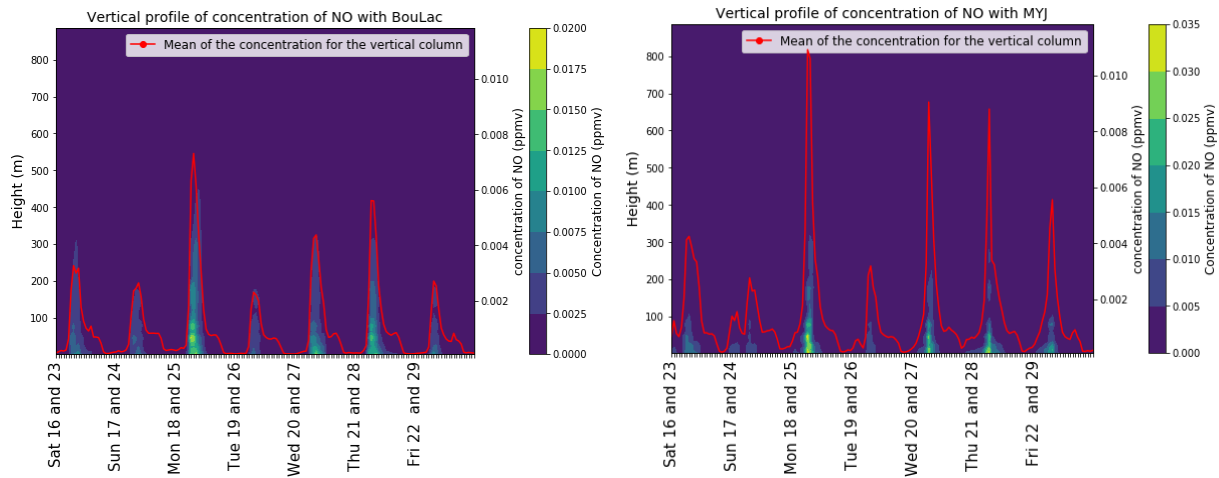 Vertical profile of concentration of NO with BouLac
Mean of the concentration for the vertical column
Height (m)
800
700
600
500
400
300
200
100
0.010
0.008
0.006
0.004
0.002
concentration of NO (ppmv)
0.0200
0.0175
0.0150
0.0125
0.0100
0.0075
0.0050
0.0025
0.0000
Concentration of NO (ppmv)
Sat 16 and 23
Sun 17 and 24
Mon 18 and 25
Tue 19 and 26
Wed 20 and 27
Thu 21 and 28
Fri 22 and 29
Vertical profile of concentration of NO with MYJ
Mean of the concentration for the vertical column
Height (m)
800
700
600
500
400
300
200
100
0.010
0.008
0.006
0.004
0.002
concentration of NO (ppmv)
0.035
0.030
0.025
0.020
0.015
0.010
0.005
0.000
Concentration of NO (ppmv)
Sat 16 and 23
Sun 17 and 24
Mon 18 and 25
Tue 19 and 26
Wed 20 and 27
Thu 21 and 28
Fri 22 and 29